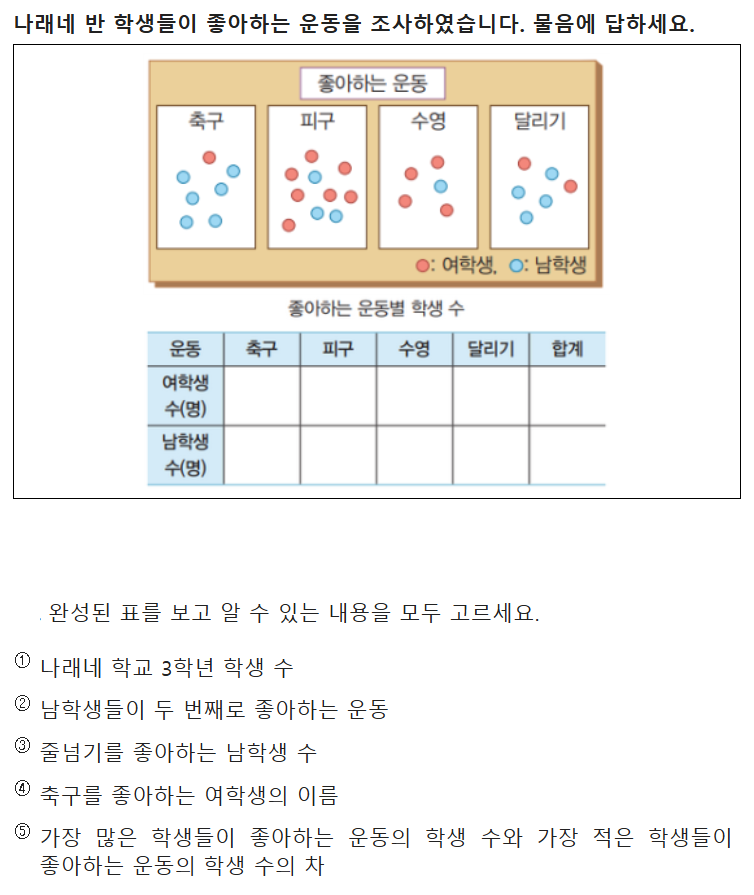 나래네 반 학생들이 좋아하는 운동을 조사하였습니다. 물음에 답하세요.
좋아하는 운동
축구 피구 수영 달리기
: 여학생, : 남학생
좋아하는 운동별 학생 수
운동 축구 피구 수영 달리기 합계
여학생
수(명)
남학생
수(명)
. 완성된 표를 보고 알 수 있는 내용을 모두 고르세요.
① 나래네 학교 3학년 학생 수
② 남학생들이 두 번째로 좋아하는 운동
③ 줄넘기를 좋아하는 남학생 수
④ 축구를 좋아하는 여학생의 이름
⑤ 가장 많은 학생들이 좋아하는 운동의 학생 수와 가장 적은 학생들이
좋아하는 운동의 학생 수의 차